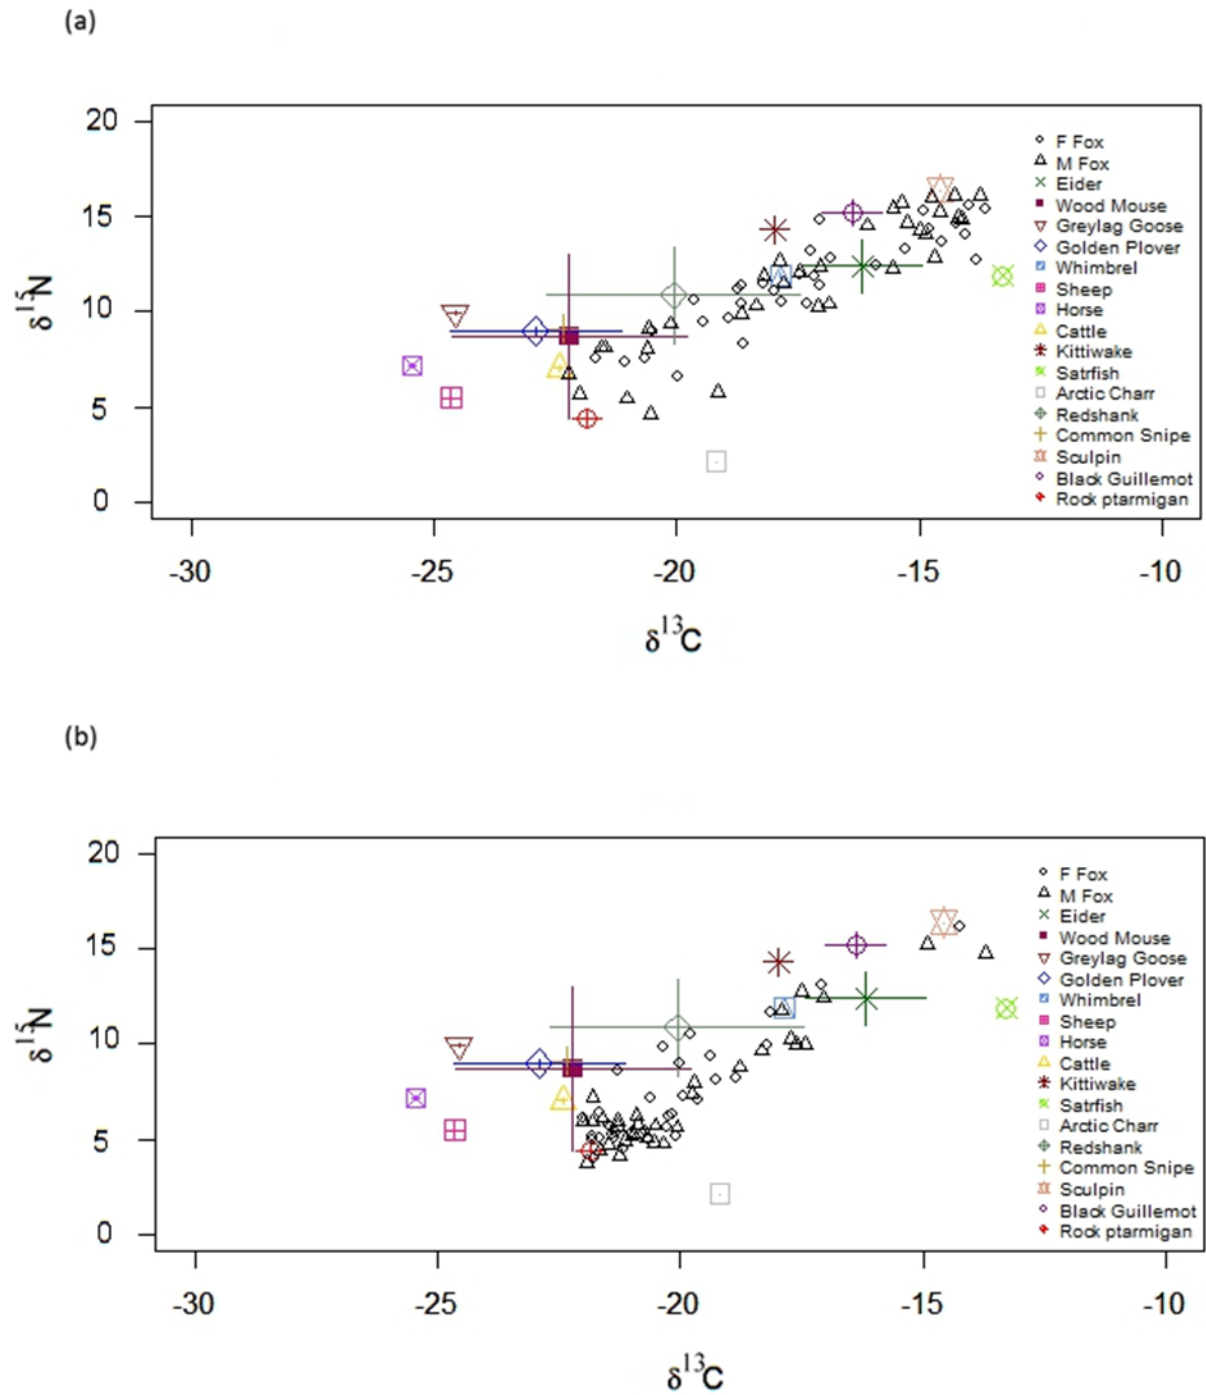 (a)
20
15
10
5
0
δ15N
F Fox
M Fox
Eider
Wood Mouse
Greylag Goose
Golden Plover
Whimbrel
Sheep
Horse
Cattle
Kittiwake
Satrfish
Arctic Charr
Redshank
Common Snipe
Sculpin
Black Guillemot
Rock ptarmigan
-30 -25 -20 -15 -10
δ13C
(b)
20
15
10
5
0
δ15N
F Fox
M Fox
Eider
Wood Mouse
Greylag Goose
Golden Plover
Whimbrel
Sheep
Horse
Cattle
Kittiwake
Satrfish
Arctic Charr
Redshank
Common Snipe
Sculpin
Black Guillemot
Rock ptarmigan
-30 -25 -20 -15 -10
δ13C